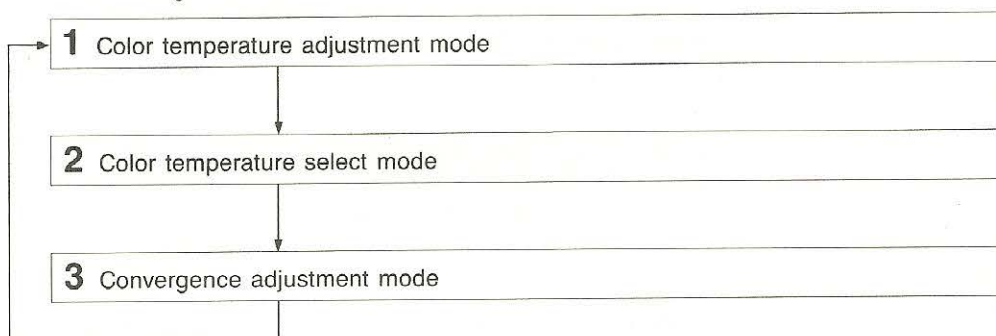 1 Color temperature adjustment mode
2 Color temperature select mode
3 Convergence adjustment mode